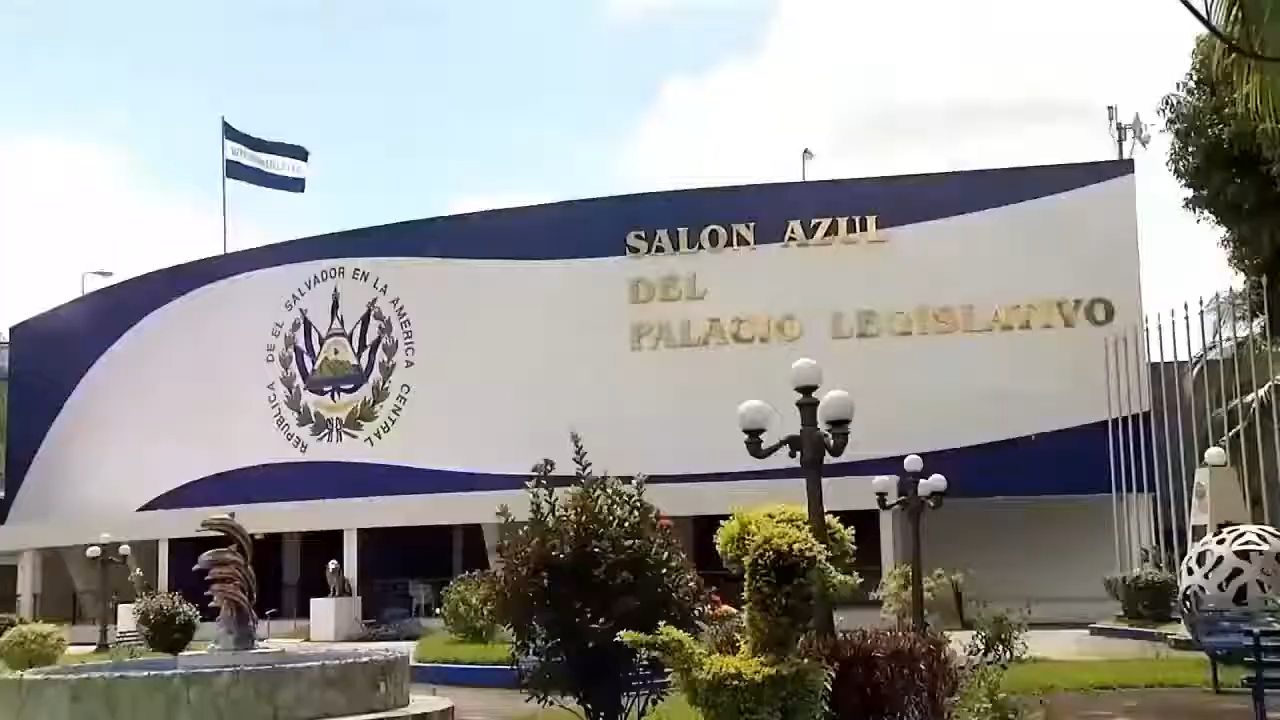 SALON AZUL
DEL
PALACIO LEGISLATIVO
REPUBLICA DE EL SALVADOR EN LA AMERICA CENTRAL